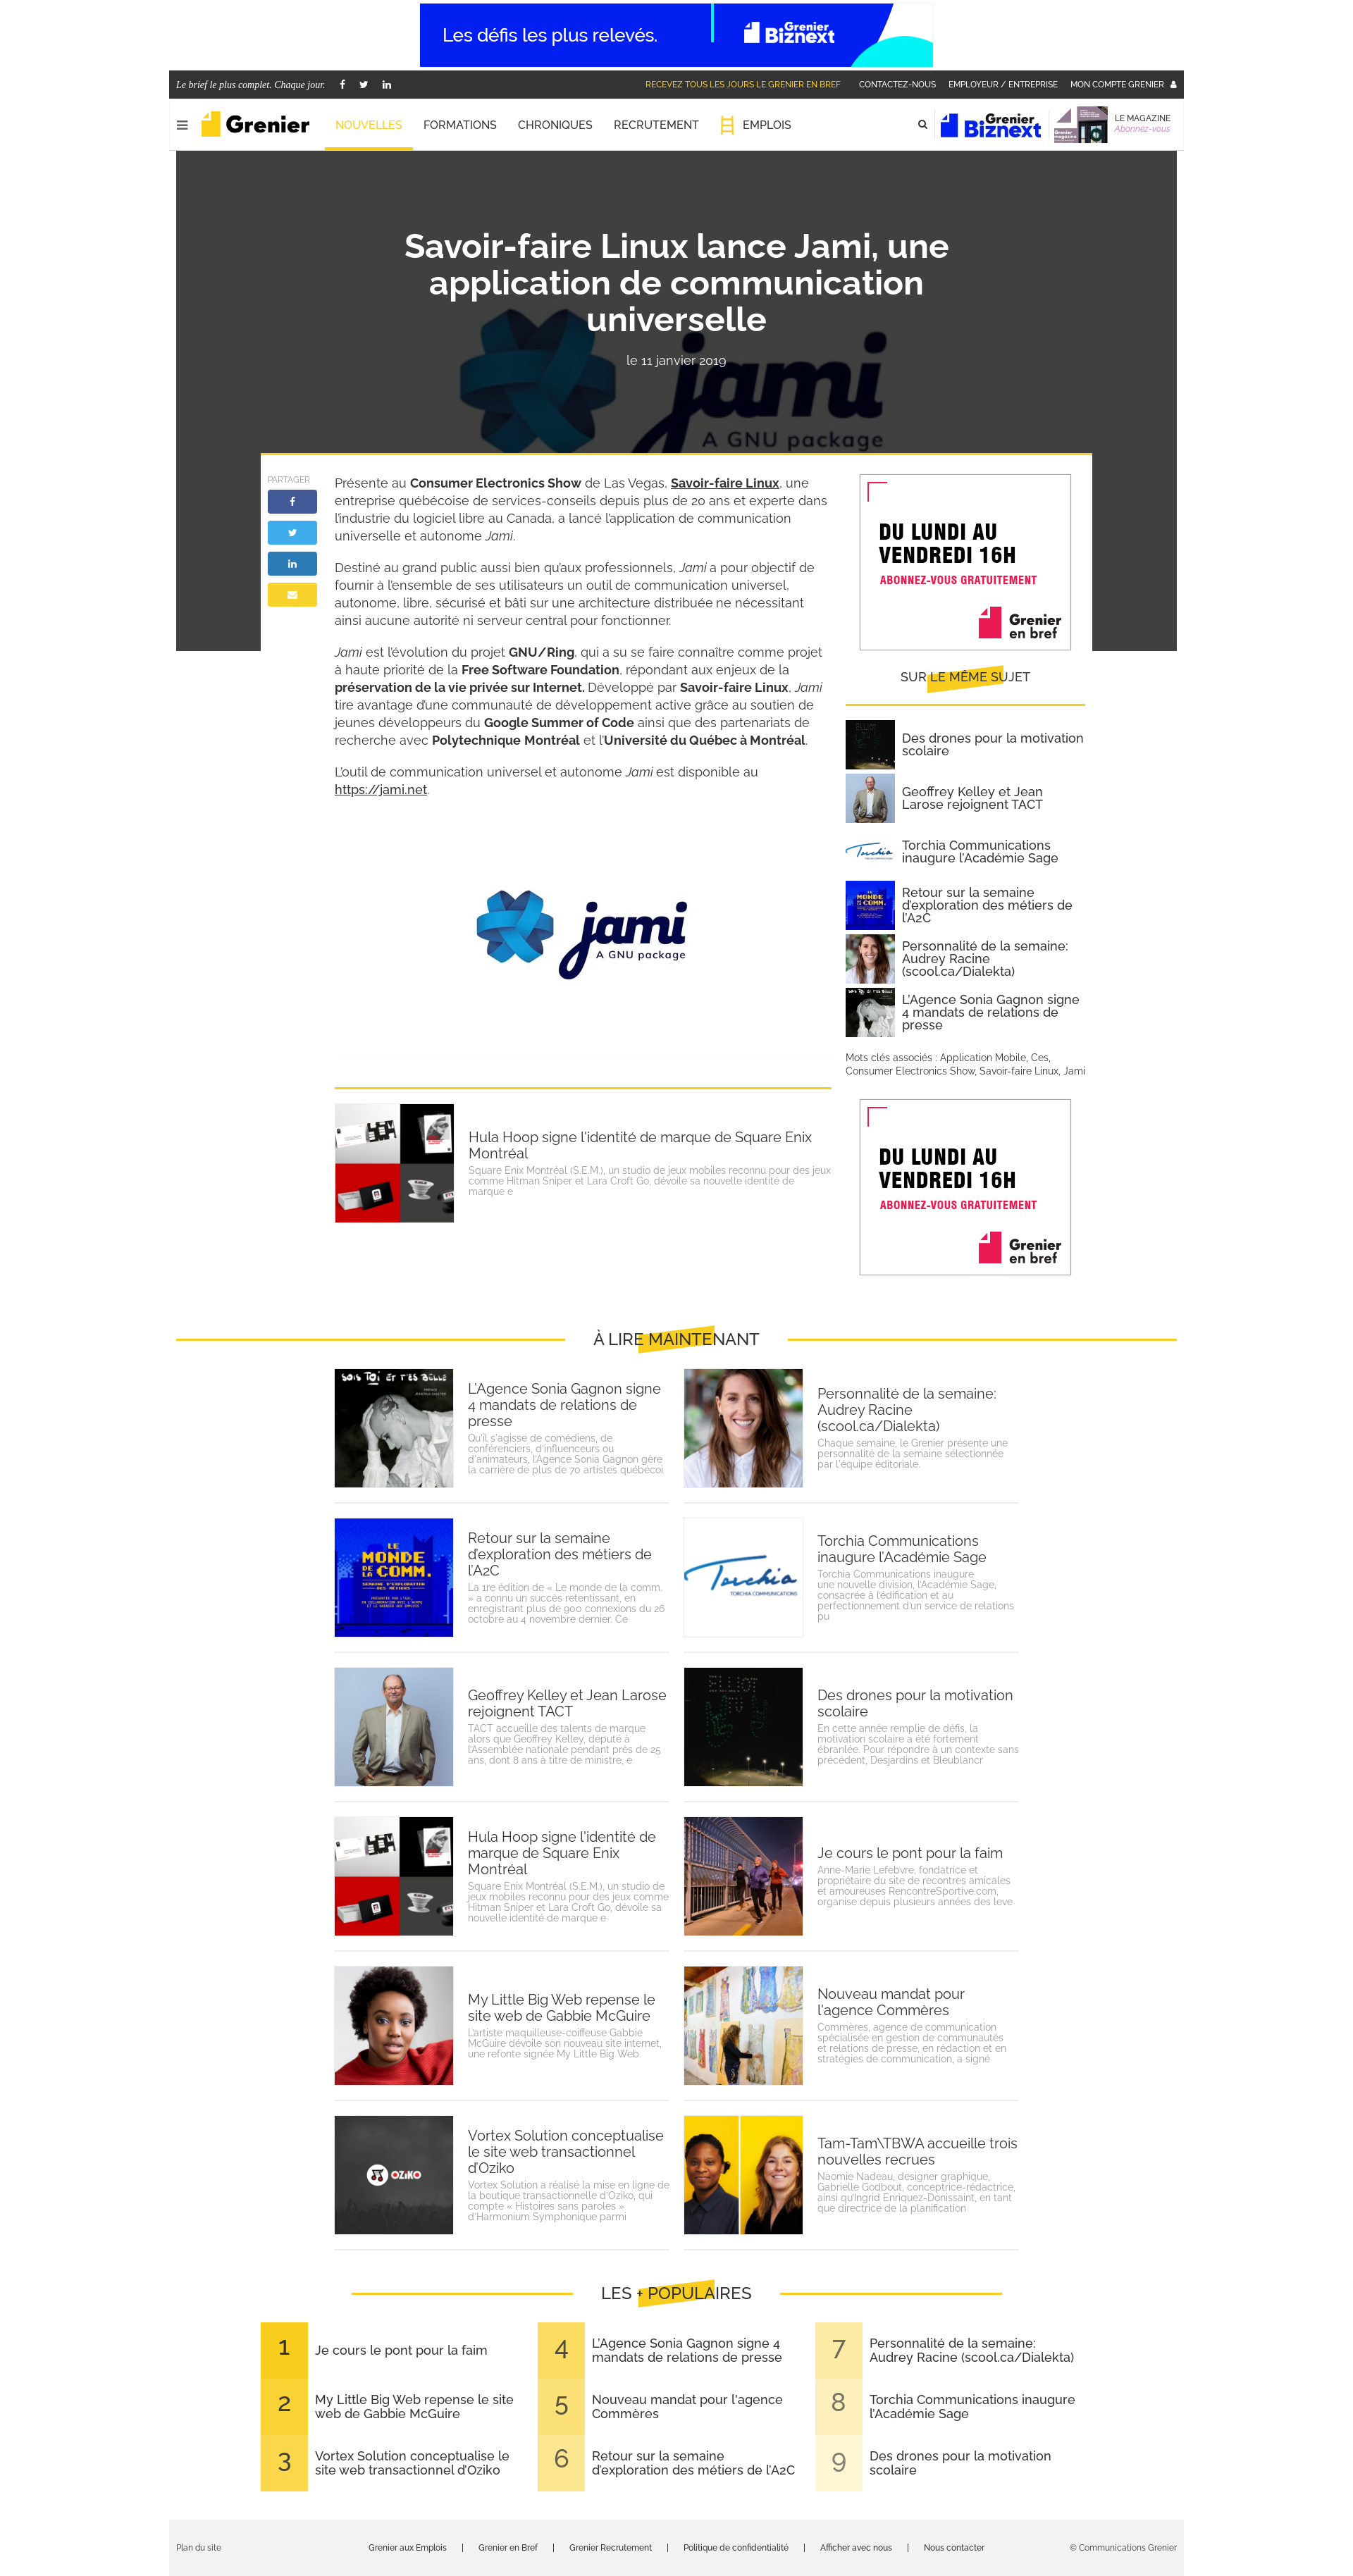 Les défis les plus relevés.
Grenier
Biznext
Le brief le plus complet. Chaque jour.
RECEVEZ TOUS LES JOURS LE GRENIER EN BREF
CONTACTEZ-NOUS
EMPLOYEUR / ENTREPRISE
MON COMPTE GRENIER
Grenier
NOUVELLES
FORMATIONS
CHRONIQUES
RECRUTEMENT
EMPLOIS
Grenier
Biznext
LE MAGAZINE
Abonnez-vous
Savoir-faire Linux lance Jami, une
application de communication
universelle
le 11 janvier 2019
jami
A GNU package
PARTAGER
Présente au Consumer Electronics Show de Las Vegas, Savoir-faire Linux, une
entreprise québécoise de services-conseils depuis plus de 20 ans et experte dans
l’industrie du logiciel libre au Canada, a lancé l’application de communication
universelle et autonome Jami.
Destiné au grand public aussi bien qu’aux professionnels, Jami a pour objectif de
fournir à l’ensemble de ses utilisateurs un outil de communication universel,
autonome, libre, sécurisé et bâti sur une architecture distribuée ne nécessitant
ainsi aucune autorité ni serveur central pour fonctionner.
Jami est l’évolution du projet GNU/Ring, qui a su se faire connaître comme projet
à haute priorité de la Free Software Foundation, répondant aux enjeux de la
préservation de la vie privée sur Internet. Développé par Savoir-faire Linux, Jami
tire avantage d’une communauté de développement active grâce au soutien de
jeunes développeurs du Google Summer of Code ainsi que des partenariats de
recherche avec Polytechnique Montréal et l’Université du Québec à Montréal.
L’outil de communication universel et autonome Jami est disponible au
https://jami.net.
jami
A GNU package
DU LUNDI AU
VENDREDI 16H
ABONNEZ-VOUS GRATUITEMENT
Grenier
en bref
SUR LE MÊME SUJET
Des drones pour la motivation
scolaire
Geoffrey Kelley et Jean
Larose rejoignent TACT
Torchia
Torchia Communications
inaugure l’Académie Sage
LE
MONDE
DE LA COMM.
Retour sur la semaine
d’exploration des métiers de
l’A2C
Personnalité de la semaine:
Audrey Racine
(scool.ca/Dialekta)
L’Agence Sonia Gagnon signe
4 mandats de relations de
presse
Mots clés associés : Application Mobile, Ces,
Consumer Electronics Show, Savoir-faire Linux, Jami
DU LUNDI AU
VENDREDI 16H
ABONNEZ-VOUS GRATUITEMENT
Grenier
en bref
Hula Hoop signe l'identité de marque de Square Enix
Montréal
Square Enix Montréal (S.E.M.), un studio de jeux mobiles reconnu pour des jeux
comme Hitman Sniper et Lara Croft Go, dévoile sa nouvelle identité de
marque e
À LIRE MAINTENANT
SOIS TOI ET T'ES BELLE
L’Agence Sonia Gagnon signe
4 mandats de relations de
presse
Qu'il s'agisse de comédiens, de
conférenciers, d'influenceurs ou
d'animateurs, l’Agence Sonia Gagnon gère
la carrière de plus de 70 artistes québécoi
Personnalité de la semaine:
Audrey Racine
(scool.ca/Dialekta)
Chaque semaine, le Grenier présente une
personnalité de la semaine sélectionnée
par l'équipe éditoriale.
LE
MONDE
DE LA COMM.
SEMAINE D'EXPLORATION
DES MÉTIERS
Retour sur la semaine
d’exploration des métiers de
l’A2C
La 1re édition de « Le monde de la comm.
» a connu un succès retentissant, en
enregistrant plus de 900 connexions du 26
octobre au 4 novembre dernier. Ce
Torchia
TORCHIA COMMUNICATIONS
Torchia Communications
inaugure l’Académie Sage
Torchia Communications inaugure
une nouvelle division, l’Académie Sage,
consacrée à l’édification et au
perfectionnement d’un service de relations
pu
Geoffrey Kelley et Jean Larose
rejoignent TACT
TACT accueille des talents de marque
alors que Geoffrey Kelley, député à
l’Assemblée nationale pendant près de 25
ans, dont 8 ans à titre de ministre, e
ELLIOT
Des drones pour la motivation
scolaire
En cette année remplie de défis, la
motivation scolaire a été fortement
ébranlée. Pour répondre à un contexte sans
précédent, Desjardins et Bleublancr
Hula Hoop signe l'identité de
marque de Square Enix
Montréal
Square Enix Montréal (S.E.M.), un studio de
jeux mobiles reconnu pour des jeux comme
Hitman Sniper et Lara Croft Go, dévoile sa
nouvelle identité de marque e
Je cours le pont pour la faim
Anne-Marie Lefebvre, fondatrice et
propriétaire du site de recontres amicales
et amoureuses RencontreSportive.com,
organise depuis plusieurs années des leve
My Little Big Web repense le
site web de Gabbie McGuire
L’artiste maquilleuse-coiffeuse Gabbie
McGuire dévoile son nouveau site internet,
une refonte signée My Little Big Web.
Nouveau mandat pour
l'agence Commères
Commères, agence de communication
spécialisée en gestion de communautés
et relations de presse, en rédaction et en
stratégies de communication, a signé
OZIKO
Vortex Solution conceptualise
le site web transactionnel
d’Oziko
Vortex Solution a réalisé la mise en ligne de
la boutique transactionnelle d’Oziko, qui
compte « Histoires sans paroles »
d’Harmonium Symphonique parmi
Tam-Tam\TBWA accueille trois
nouvelles recrues
Naomie Nadeau, designer graphique,
Gabrielle Godbout, conceptrice-rédactrice,
ainsi qu’Ingrid Enriquez-Donissaint, en tant
que directrice de la planification
LES + POPULAIRES
1
Je cours le pont pour la faim
2
My Little Big Web repense le site
web de Gabbie McGuire
3
Vortex Solution conceptualise le
site web transactionnel d’Oziko
4
L’Agence Sonia Gagnon signe 4
mandats de relations de presse
5
Nouveau mandat pour l'agence
Commères
6
Retour sur la semaine
d’exploration des métiers de l’A2C
7
Personnalité de la semaine:
Audrey Racine (scool.ca/Dialekta)
8
Torchia Communications inaugure
l’Académie Sage
9
Des drones pour la motivation
scolaire
Plan du site
Grenier aux Emplois
Grenier en Bref
Grenier Recrutement
Politique de confidentialité
Afficher avec nous
Nous contacter
© Communications Grenier